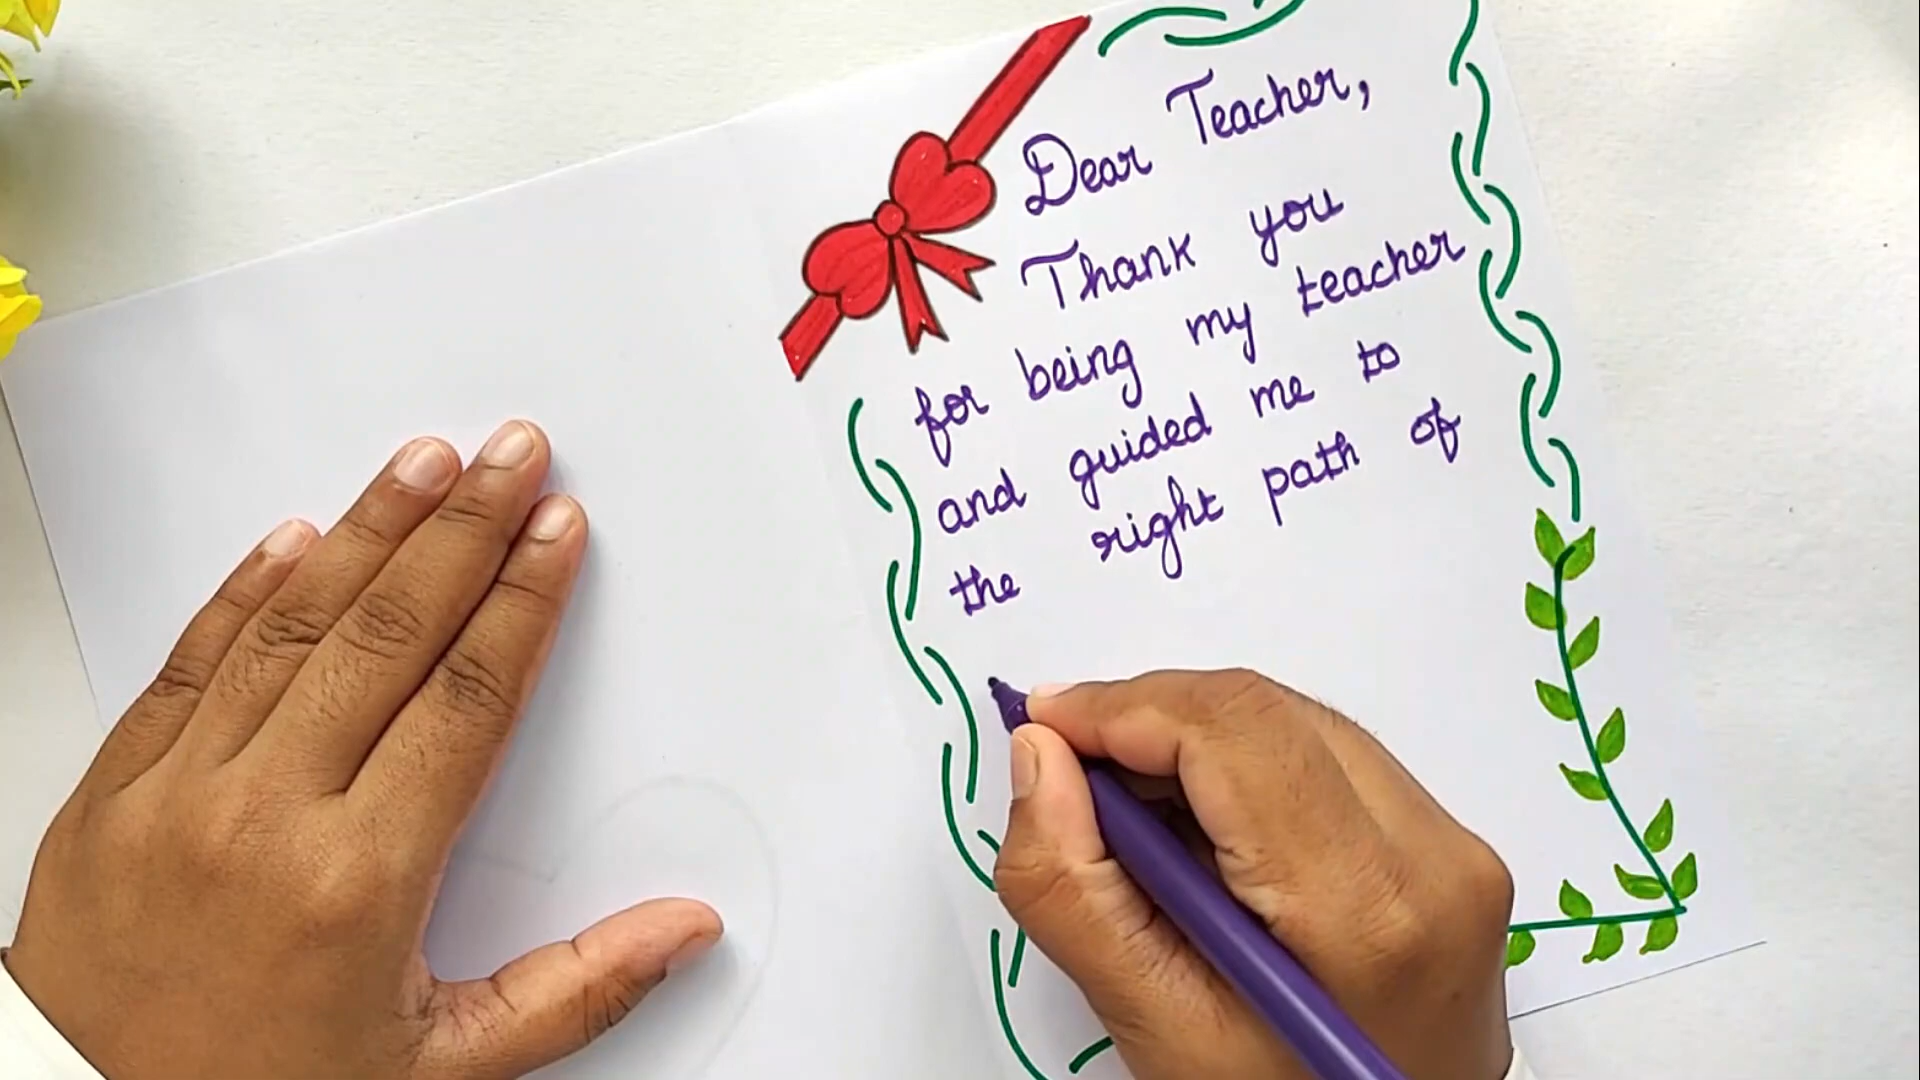 Dear Teacher,
Thank you
for being my teacher
and guided me to
the right path of